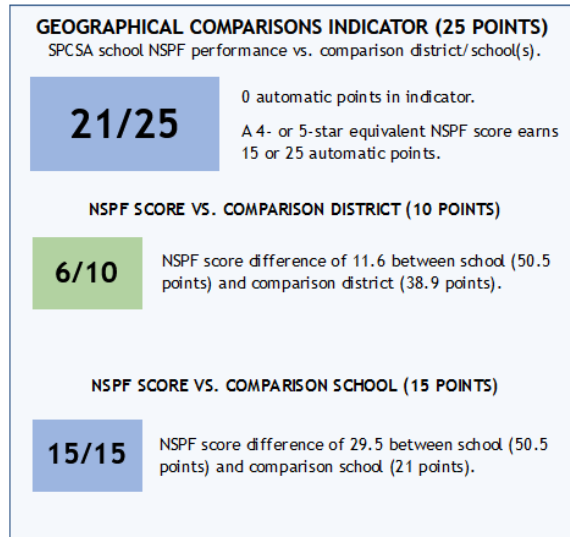 GEOGRAPHICAL COMPARISONS INDICATOR (25 POINTS)
SPCSA school NSPF performance vs. comparison district/school(s).
21/25
0 automatic points in indicator.
A 4- or 5-star equivalent NSPF score earns
15 or 25 automatic points.
NSPF SCORE VS. COMPARISON DISTRICT (10 POINTS)
6/10
NSPF score difference of 11.6 between school (50.5
points) and comparison district (38.9 points).
NSPF SCORE VS. COMPARISON SCHOOL (15 POINTS)
15/15
NSPF score difference of 29.5 between school (50.5
points) and comparison school (21 points).